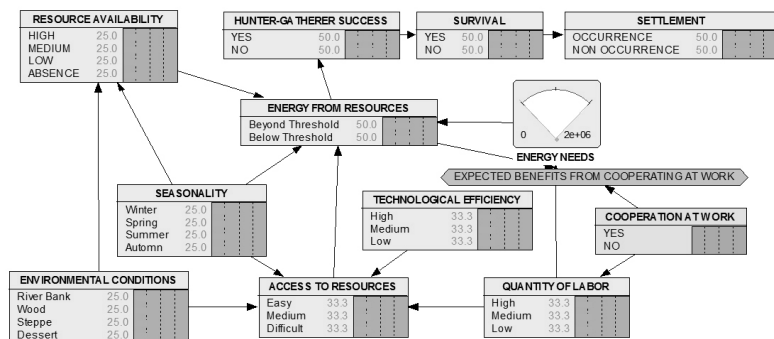 RESOURCE AVAILABILITY
HIGH 25.0
MEDIUM 25.0
LOW 25.0
ABSENCE 25.0
HUNTER-GATHERER SUCCESS
YES 50.0
NO 50.0
SURVIVAL
YES 50.0
NO 50.0
SETTLEMENT
OCCURRENCE 50.0
NON OCCURRENCE 50.0
ENERGY FROM RESOURCES
Beyond Threshold 50.0
Below Threshold 50.0
0 2e+06
ENERGY NEEDS
EXPECTED BENEFITS FROM COOPERATING AT WORK
SEASONALITY
Winter 25.0
Spring 25.0
Summer 25.0
Automn 25.0
TECHNOLOGICAL EFFICIENCY
High 33.3
Medium 33.3
Low 33.3
COOPERATION AT WORK
YES
NO
ENVIRONMENTAL CONDITIONS
River Bank 25.0
Wood 25.0
Steppe 25.0
Dessert 25.0
ACCESS TO RESOURCES
Easy 33.3
Medium 33.3
Difficult 33.3
QUANTITY OF LABOR
High 33.3
Medium 33.3
Low 33.3